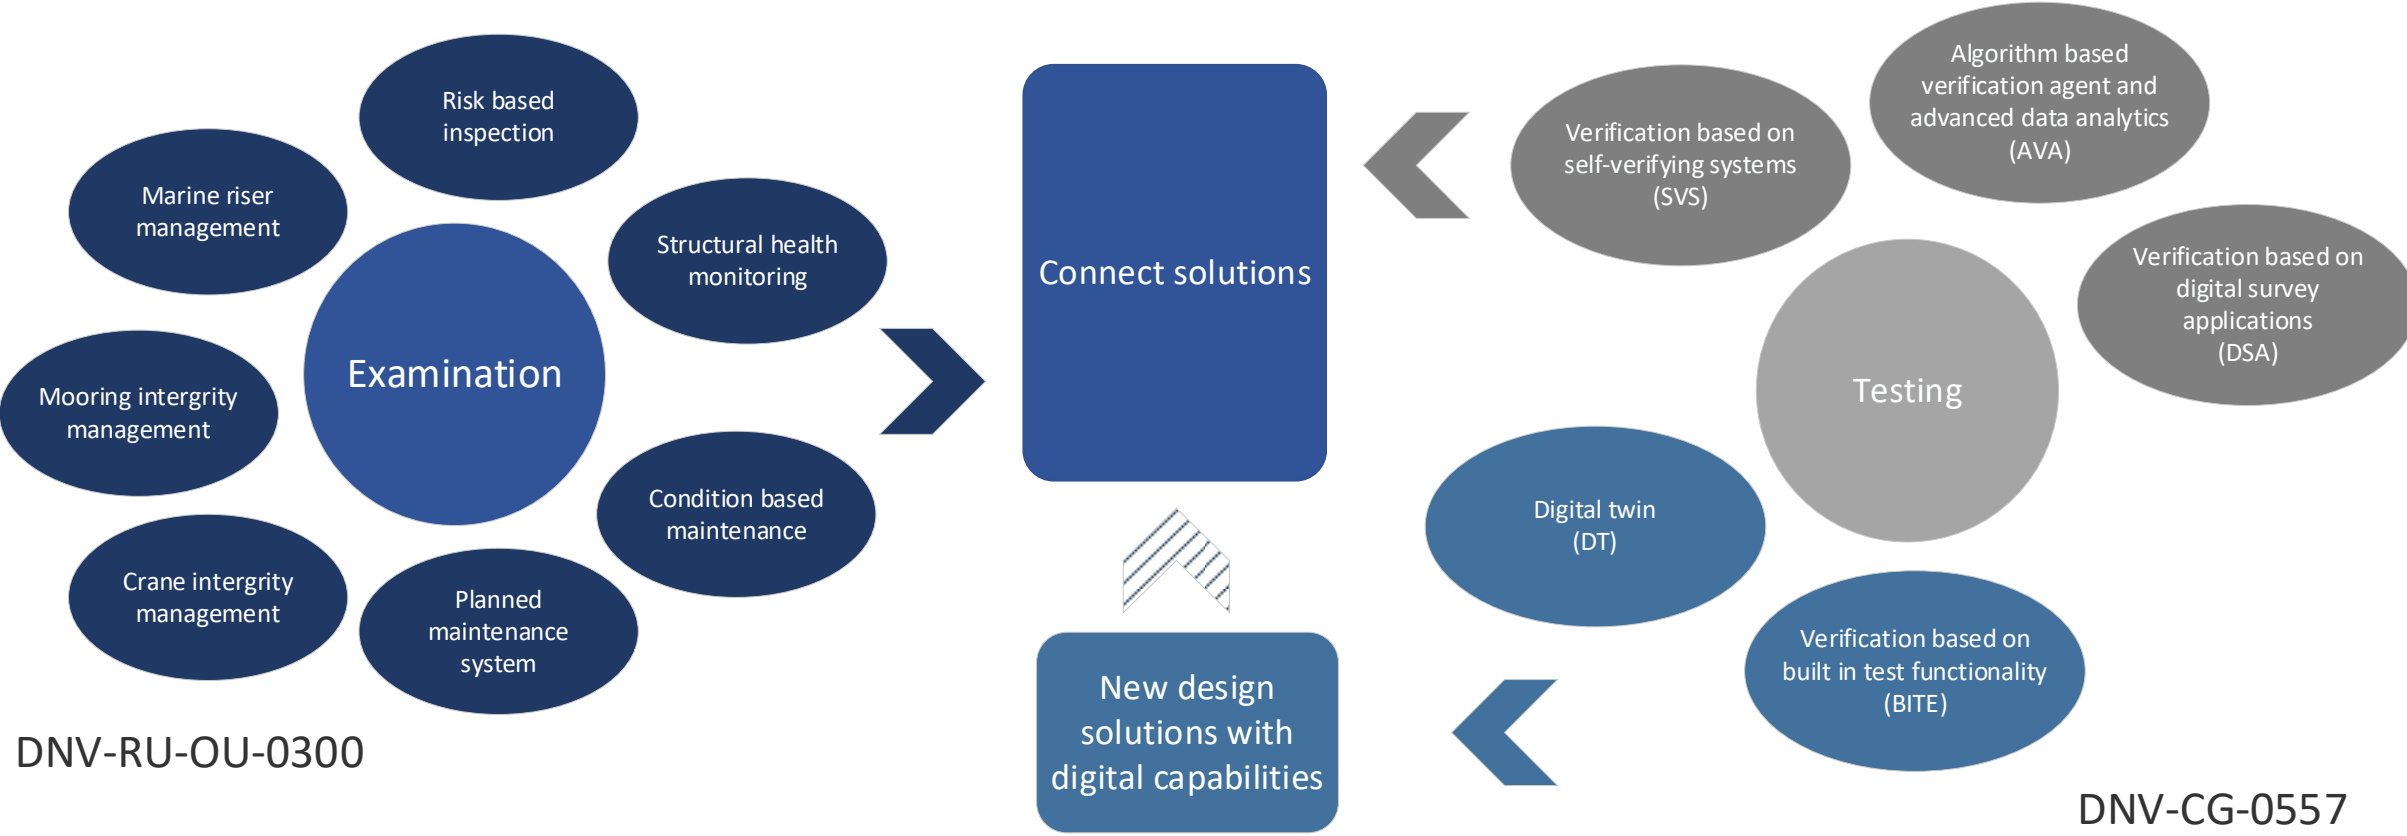 Risk based
inspection
Marine riser
management
Structural health
monitoring
Examination
Mooring intergrity
management
Condition based
maintenance
Crane intergrity
management
Planned
maintenance
system
DNV-RU-OU-0300
Connect solutions
New design
solutions with
digital capabilities
Algorithm based
verification agent and
advanced data analytics
(AVA)
Verification based on
self-verifying systems
(SVS)
Verification based on
digital survey
applications
(DSA)
Testing
Digital twin
(DT)
Verification based on
built in test functionality
(BITE)
DNV-CG-0557